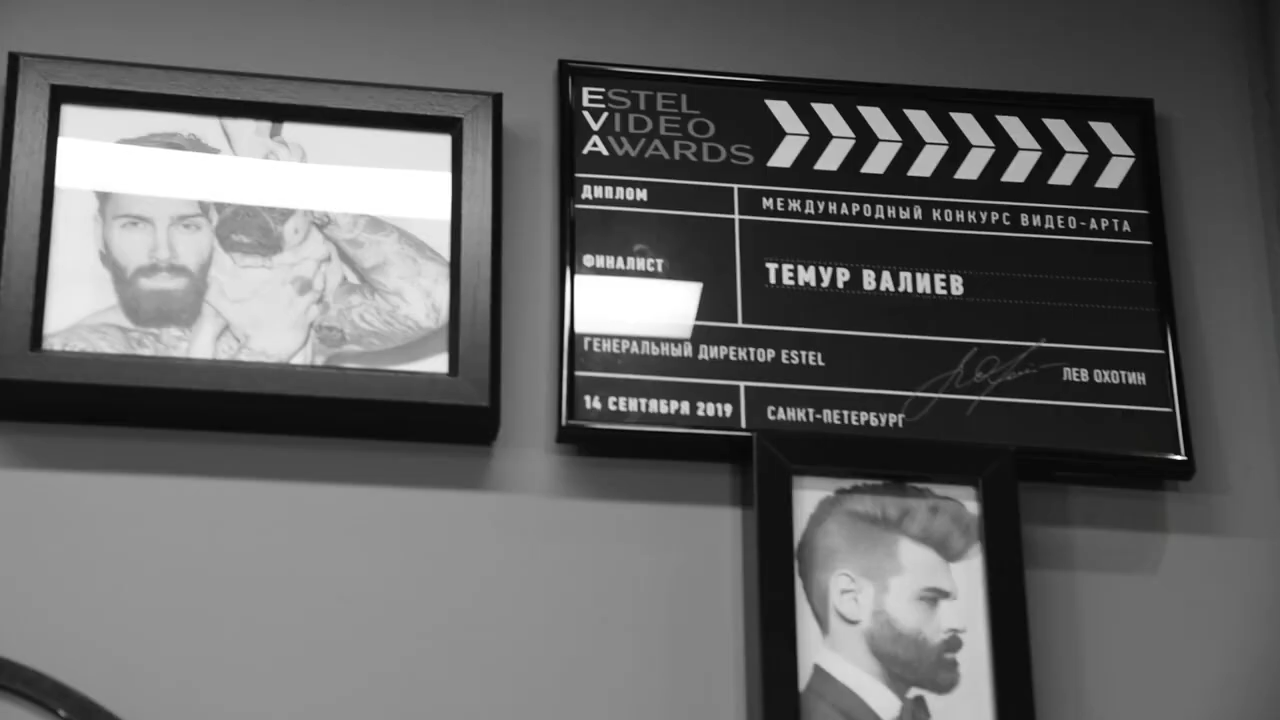 ESTEL
VIDEO
AWARDS
ДИПЛОМ
МЕЖДУНАРОДНЫЙ КОНКУРС ВИДЕО-АРТА
ФИНАЛИСТ
ТЕМУР ВАЛИЕВ
ГЕНЕРАЛЬНЫЙ ДИРЕКТОР ESTEL
ЛЕВ ОХОТИН
14 СЕНТЯБРЯ 2019
САНКТ-ПЕТЕРБУРГ